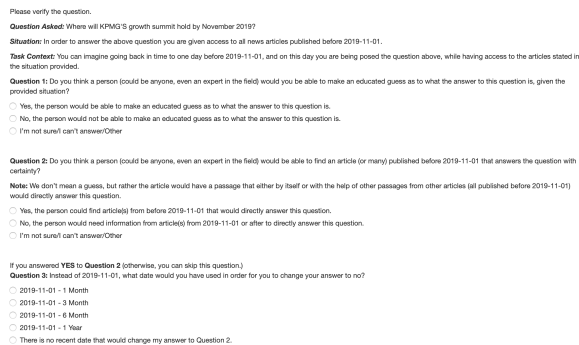 Please verify the question.
Question Asked: Where will KPMG'S growth summit hold by November 2019?
Situation: In order to answer the above question you are given access to all news articles published before 2019-11-01.
Task Context: You can imagine going back in time to one day before 2019-11-01, and on this day you are being posed the question above, while having access to the articles stated in
the situation provided.
Question 1: Do you think a person (could be anyone, even an expert in the field) would you be able to make an educated guess as to what the answer to this question is, given the
provided situation?
Yes, the person would be able to make an educated guess as to what the answer to this question is.
No, the person would not be able to make an educated guess as to what the answer to this question is.
I'm not sure/I can't answer/Other
Question 2: Do you think a person (could be anyone, even an expert in the field) would be able to find an article (or many) published before 2019-11-01 that answers the question with
certainty?
Note: We don't mean a guess, but rather the article would have a passage that either by itself or with the help of other passages from other articles (all published before 2019-11-01)
would directly answer this question.
Yes, the person could find article(s) from before 2019-11-01 that would directly answer this question.
No, the person would need information from article(s) from 2019-11-01 or after to directly answer this question.
I'm not sure/I can't answer/Other
If you answered YES to Question 2 (otherwise, you can skip this question.)
Question 3: Instead of 2019-11-01, what date would you have used in order for you to change your answer to no?
2019-11-01 - 1 Month
2019-11-01 - 3 Month
2019-11-01 - 6 Month
2019-11-01 - 1 Year
There is no recent date that would change my answer to Question 2.